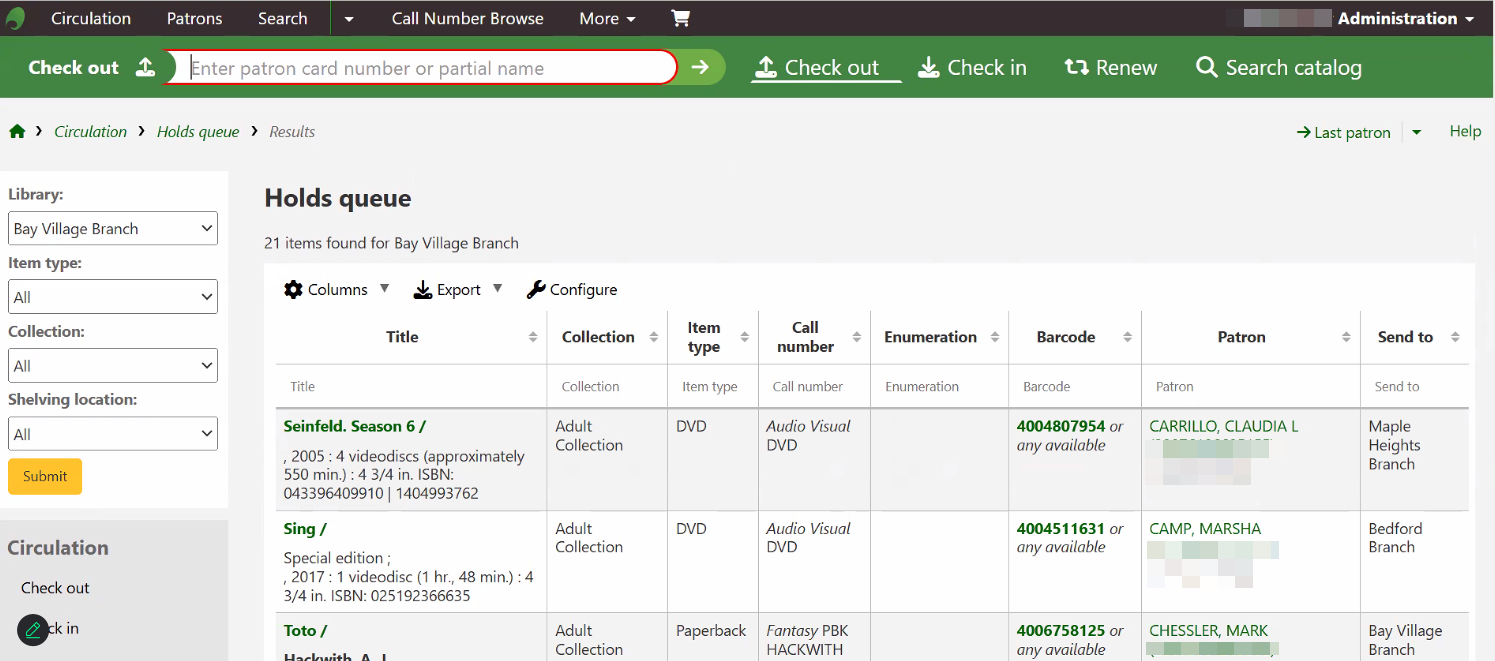 Circulation Patrons Search Call Number Browse More Administration
Check out Enter patron card number or partial name Check out Check in Renew Search catalog
Circulation Holds queue Results Last patron Help
Library:
Bay Village Branch
Item type:
All
Collection:
All
Shelving location:
All
Submit
Circulation
Check out
ck in
Holds queue
21 items found for Bay Village Branch
Columns Export Configure
Title Collection Item type Call number Enumeration Barcode Patron Send to
Title Collection Item type Call number Enumeration Barcode Patron Send to
Seinfeld. Season 6 /
, 2005 : 4 videodiscs (approximately
550 min.) : 4 3/4 in. ISBN:
043396409910 | 1404993762
Adult
Collection
DVD
Audio Visual
DVD
4004807954 or
any available
CARRILLO, CLAUDIA L
Maple
Heights
Branch
Sing /
Special edition ;
, 2017 : 1 videodisc (1 hr., 48 min.) : 4
3/4 in. ISBN: 025192366635
Adult
Collection
DVD
Audio Visual
DVD
4004511631 or
any available
CAMP, MARSHA
Bedford
Branch
Toto /
Hackwith, A. J.
Adult
Collection
Paperback
Fantasy PBK
HACKWITH
4006758125 or
any available
CHESSLER, MARK
Bay Village
Branch